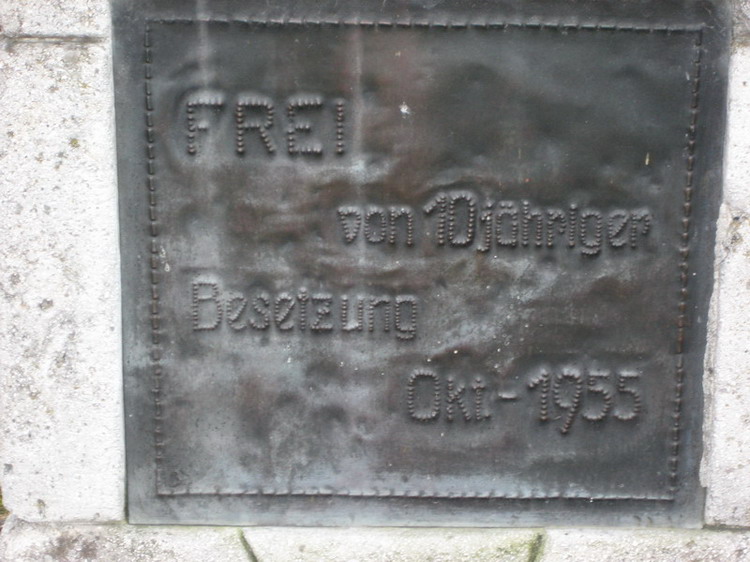 FREI
von 10jähriger
Besetzung
Okt-1955